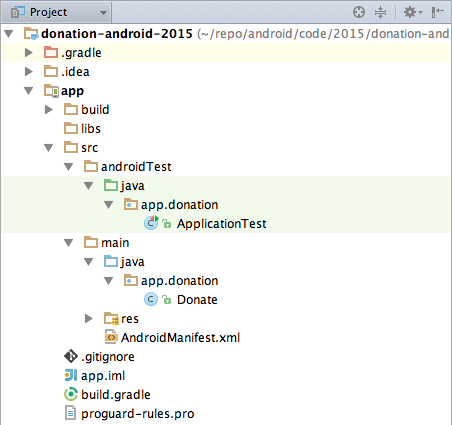 Project
donation-android-2015 (~/repo/android/code/2015/donation-and
.gradle
.idea
app
build
libs
src
androidTest
java
app.donation
ApplicationTest
main
java
app.donation
Donate
res
AndroidManifest.xml
.gitignore
app.iml
build.gradle
proguard-rules.pro